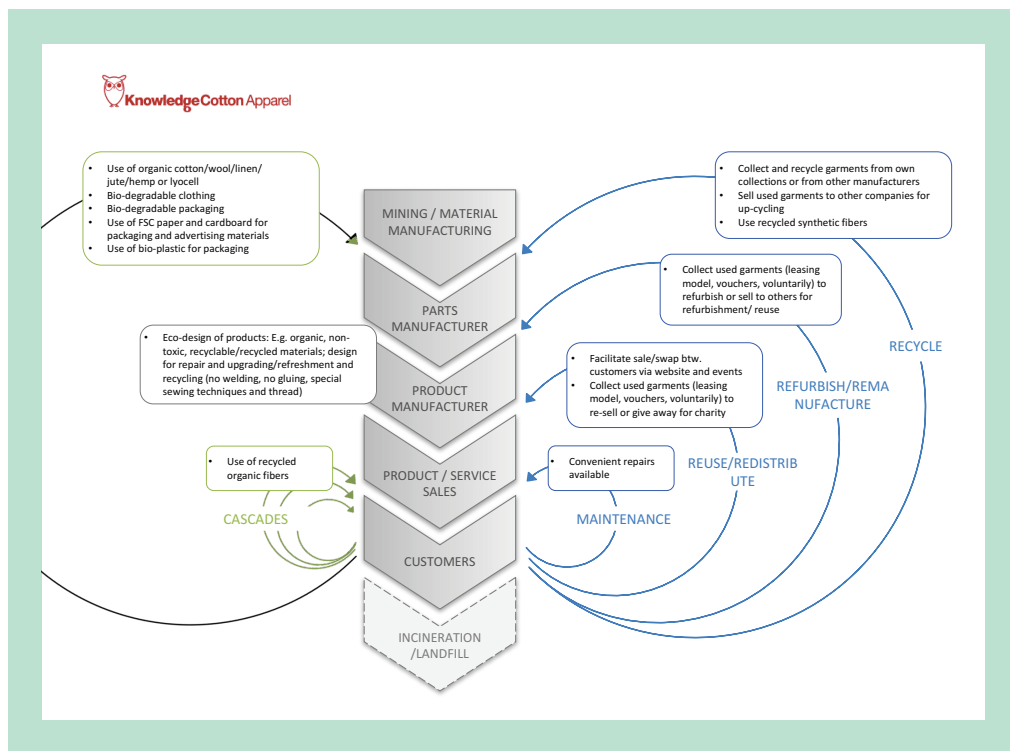 KnowledgeCotton Apparel
• Use of organic cotton/wool/linen/
jute/hemp or lyocell
• Bio-degradable clothing
• Bio-degradable packaging
• Use of FSC paper and cardboard for
packaging and advertising materials
• Use of bio-plastic for packaging
• Eco-design of products: E.g. organic, non-
toxic, recyclable/recycled materials; design
for repair and upgrading/refreshment and
recycling (no welding, no gluing, special
sewing techniques and thread)
• Use of recycled
organic fibers
CASCADES
MINING / MATERIAL
MANUFACTURING
PARTS
MANUFACTURER
PRODUCT
MANUFACTURER
PRODUCT / SERVICE
SALES
CUSTOMERS
INCINERATION
/LANDFILL
• Collect and recycle garments from own
collections or from other manufacturers
• Sell used garments to other companies for
up-cycling
• Use recycled synthetic fibers
• Collect used garments (leasing
model, vouchers, voluntarily) to
refurbish or sell to others for
refurbishment/ reuse
• Facilitate sale/swap btw.
customers via website and events
• Collect used garments (leasing
model, vouchers, voluntarily) to
re-sell or give away for charity
• Convenient repairs
available
RECYCLE
REFURBISH/REMA
NUFACTURE
REUSE/REDISTRIB
UTE
MAINTENANCE